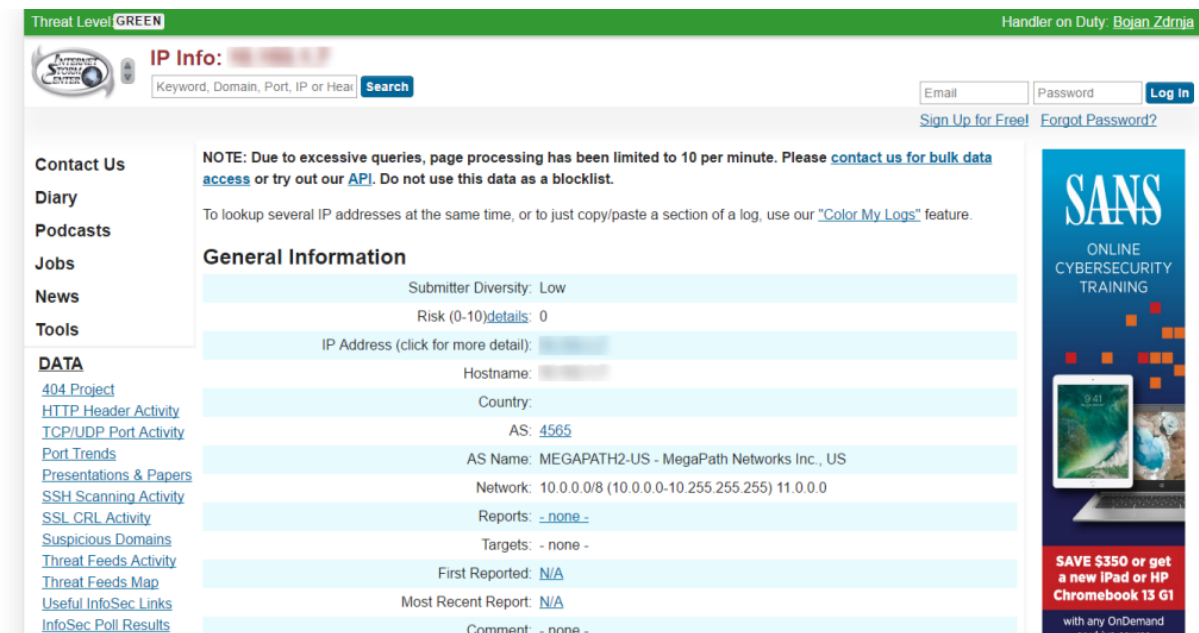 Threat Level: GREEN
Handler on Duty: Bojan Zdrnja
INTERNET
STORM
CENTER
IP Info:
Keyword, Domain, Port, IP or Head
Search
Email
Password
Log In
Sign Up for Free!
Forgot Password?
Contact Us
Diary
Podcasts
Jobs
News
Tools
DATA
404 Project
HTTP Header Activity
TCP/UDP Port Activity
Port Trends
Presentations & Papers
SSH Scanning Activity
SSL CRL Activity
Suspicious Domains
Threat Feeds Activity
Threat Feeds Map
Useful InfoSec Links
InfoSec Poll Results
NOTE: Due to excessive queries, page processing has been limited to 10 per minute. Please contact us for bulk data
access or try out our API. Do not use this data as a blocklist.
To lookup several IP addresses at the same time, or to just copy/paste a section of a log, use our "Color My Logs" feature.
General Information
Submitter Diversity: Low
Risk (0-10)details: 0
IP Address (click for more detail):
Hostname:
Country:
AS: 4565
AS Name: MEGAPATH2-US - MegaPath Networks Inc., US
Network: 10.0.0.0/8 (10.0.0.0-10.255.255.255) 11.0.0.0
Reports: - none -
Targets: - none -
First Reported: N/A
Most Recent Report: N/A
Comment: - none -
SANS
ONLINE
CYBERSECURITY
TRAINING
9:41
SAVE $350 or get
a new iPad or HP
Chromebook 13 G1
with any OnDemand